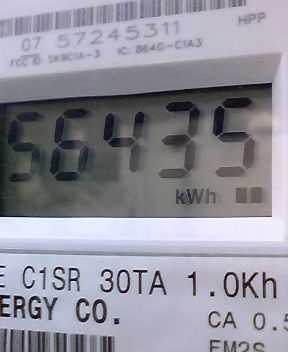 HPP
07 57245311
FCC ID: SK9C1A-3 IC: 864G-C1A3
56435
kWh
E C1SR 30TA 1.0Kh
ERGY CO.
CA 0.5
FM2S